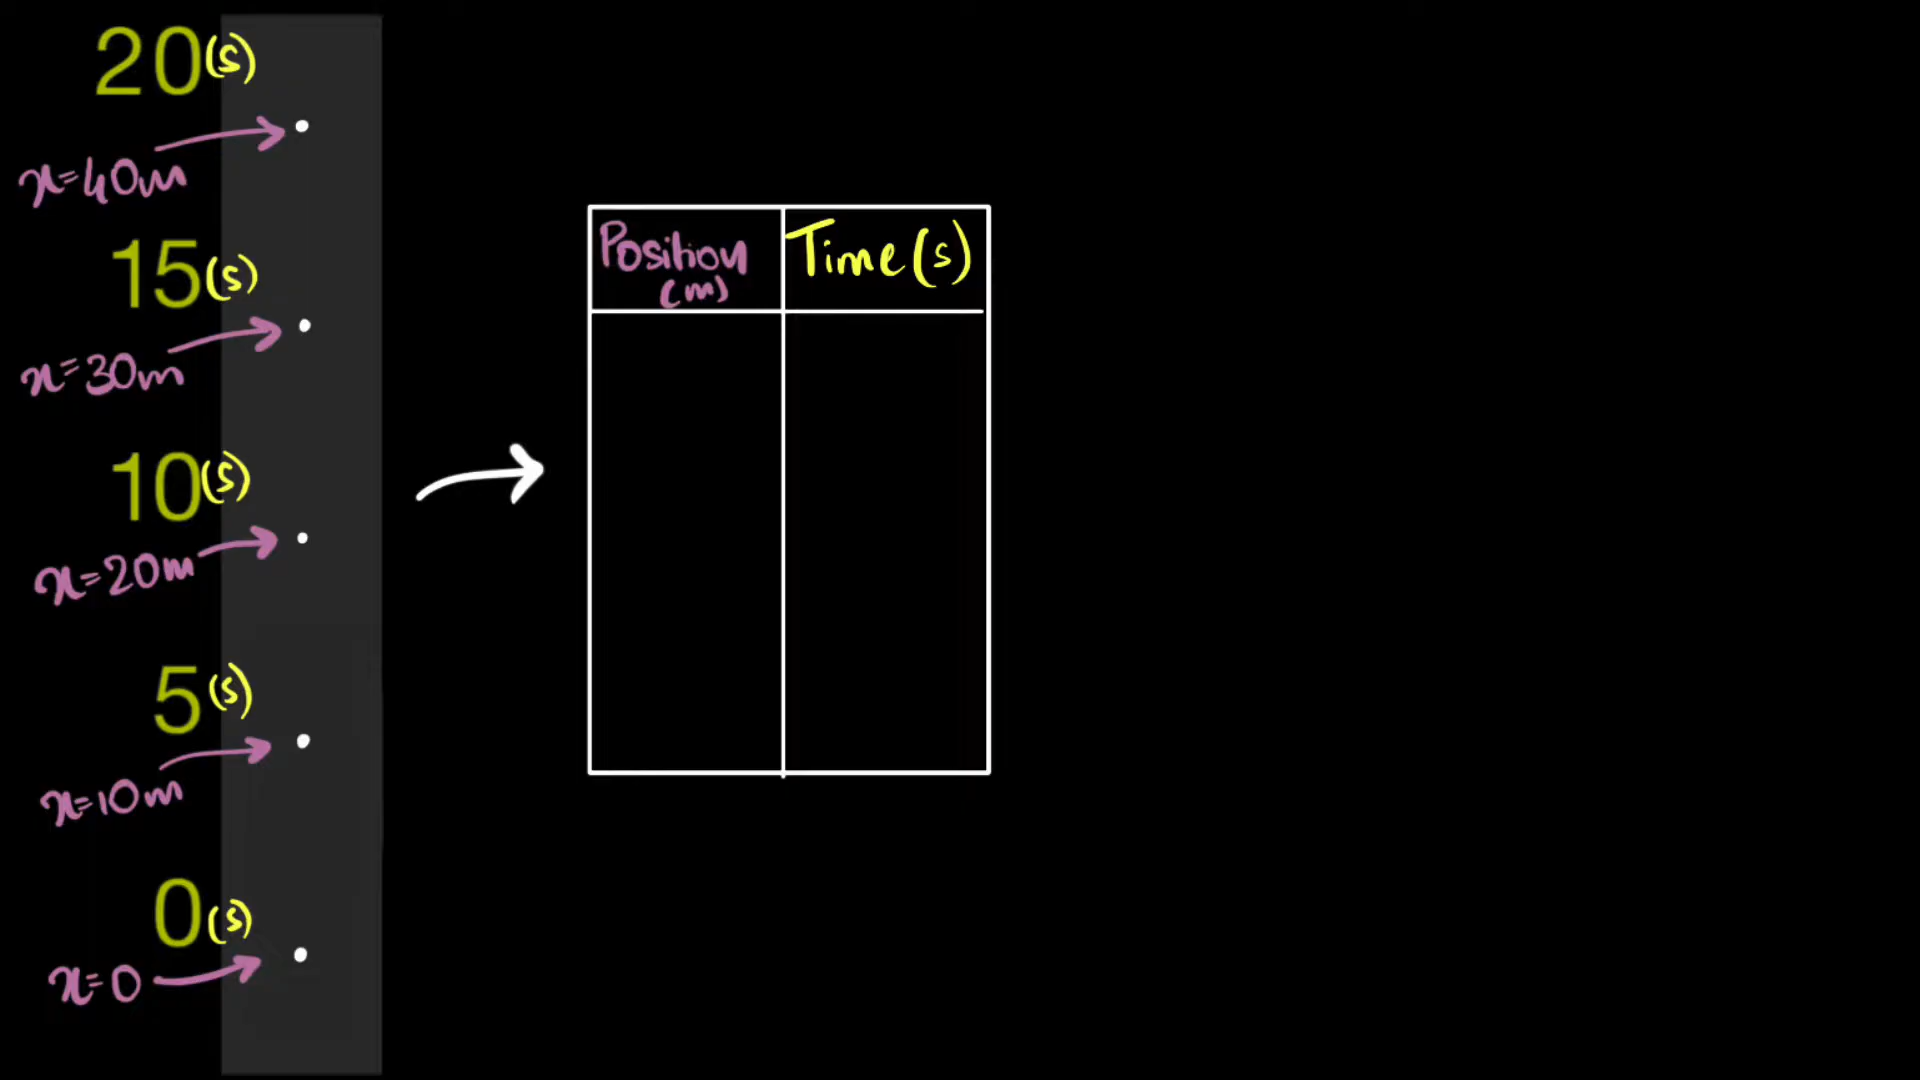 20(s)
x=40m
15(s)
x=30m
10(s)
x=20m
5(s)
x=10m
0(s)
x=0
Position
(m)
Time(s)